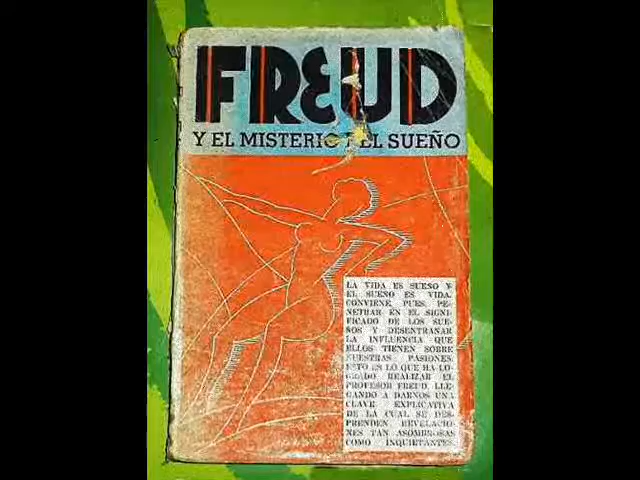 FREUD
Y EL MISTERIO DEL SUEÑO
LA VIDA ES SUEÑO Y
EL SUEÑO ES VIDA.
CONVIENE, PUES, PE-
NETRAR EN EL SIGNI-
FICADO DE LOS SUE-
ÑOS Y DESENTRAÑAR
LA INFLUENCIA QUE
ELLOS TIENEN SOBRE
NUESTRAS PASIONES.
ESTO ES LO QUE HA LO-
GRADO REALIZAR EL
PROFESOR FREUD, LLE-
GANDO A DARNOS UNA
CLAVE EXPLICATIVA
DE LA CUAL SE DES-
PRENDEN REVELACIO-
NES TAN ASOMBROSAS
COMO INQUIETANTES.